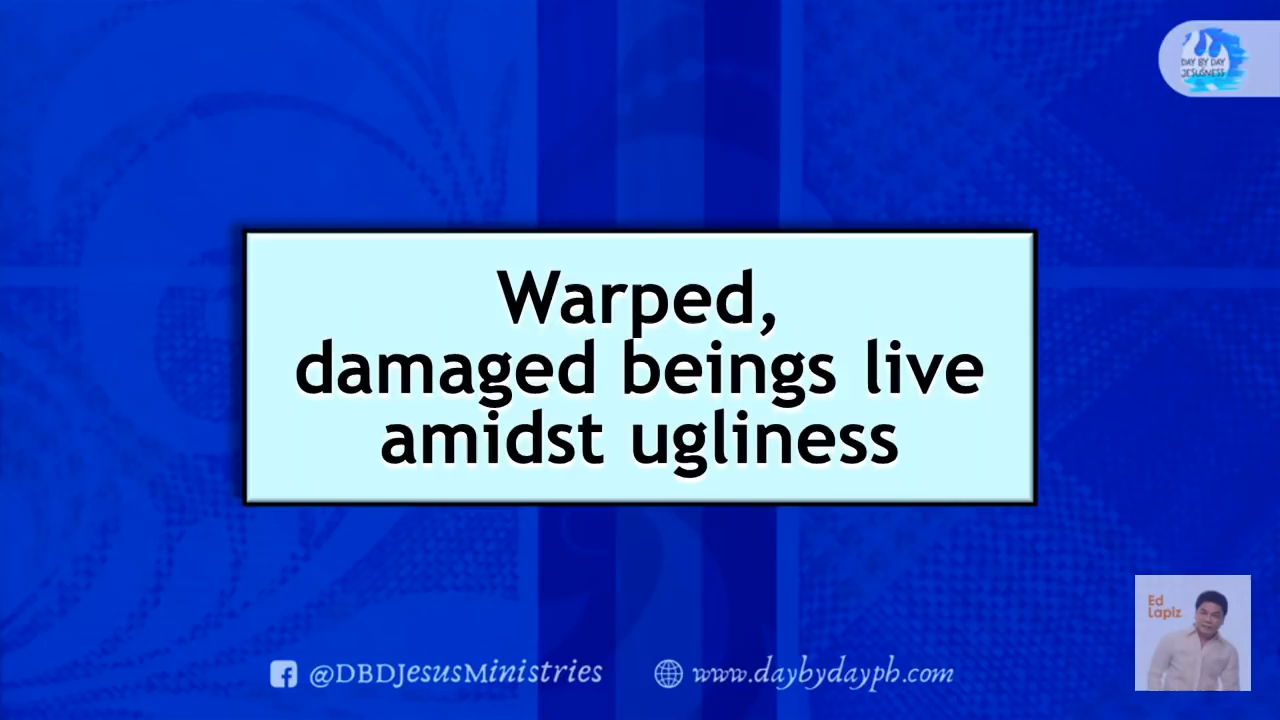 DAY BY DAY
JESUSNESS
Warped,
damaged beings live
amidst ugliness
Ed
Lapiz
@DBDJesusMinistries
www.daybydayph.com